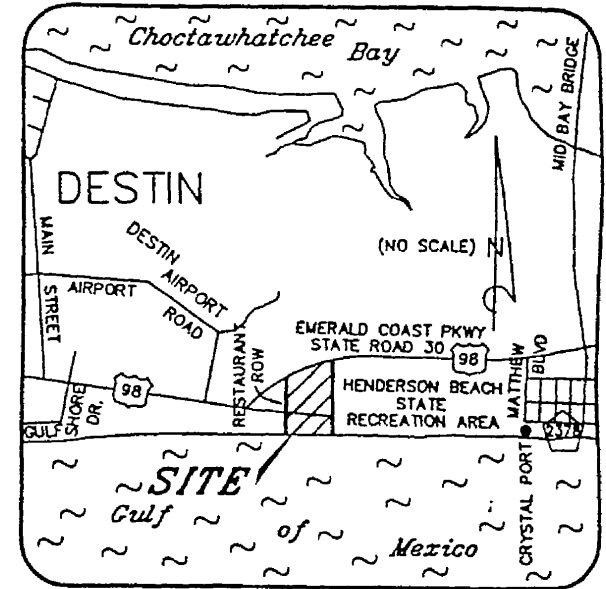 Choctawhatchee
Bay
MID BAY BRIDGE
DESTIN
MAIN
STREET
DESTIN
AIRPORT
AIRPORT
ROAD
(NO SCALE) N
RESTAURANT
ROW
EMERALD COAST PKWY
STATE ROAD 30
98
MATTHEW
BLVD
HENDERSON BEACH
STATE
RECREATION AREA
98
GULF
SHORE
DR.
2378
CRYSTAL PORT
SITE
Gulf
of
Mexico